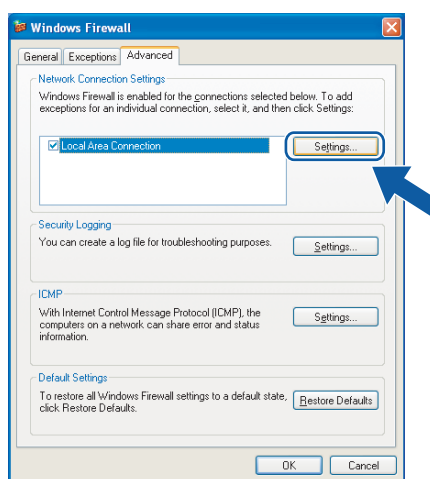 Windows Firewall
General Exceptions Advanced
Network Connection Settings
Windows Firewall is enabled for the connections selected below. To add
exceptions for an individual connection, select it, and then click Settings:
Local Area Connection
Settings...
Security Logging
You can create a log file for troubleshooting purposes.
Settings...
ICMP
With Internet Control Message Protocol (ICMP), the
computers on a network can share error and status
information.
Settings...
Default Settings
To restore all Windows Firewall settings to a default state,
click Restore Defaults.
Restore Defaults
OK Cancel